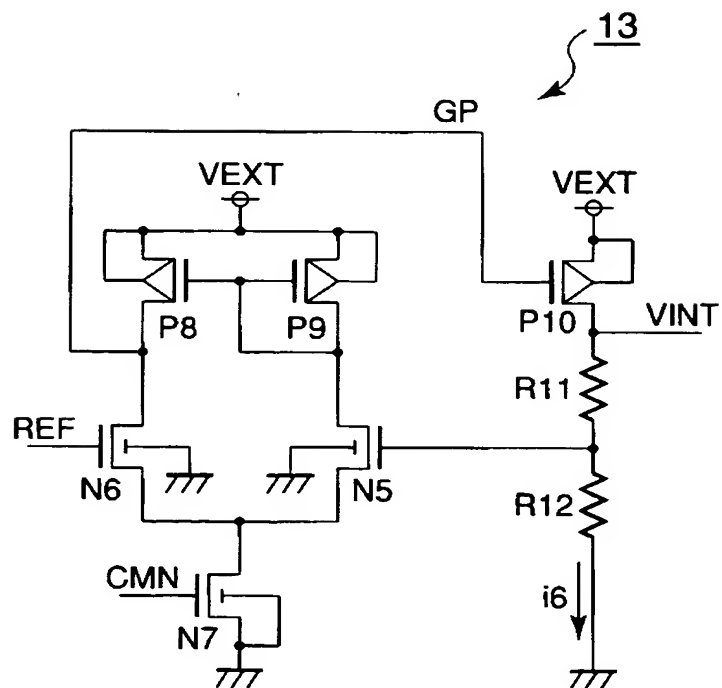 13
GP
VEXT
VEXT
P8
P9
P10
VINT
R11
REF
N6
N5
R12
CMN
N7
i6